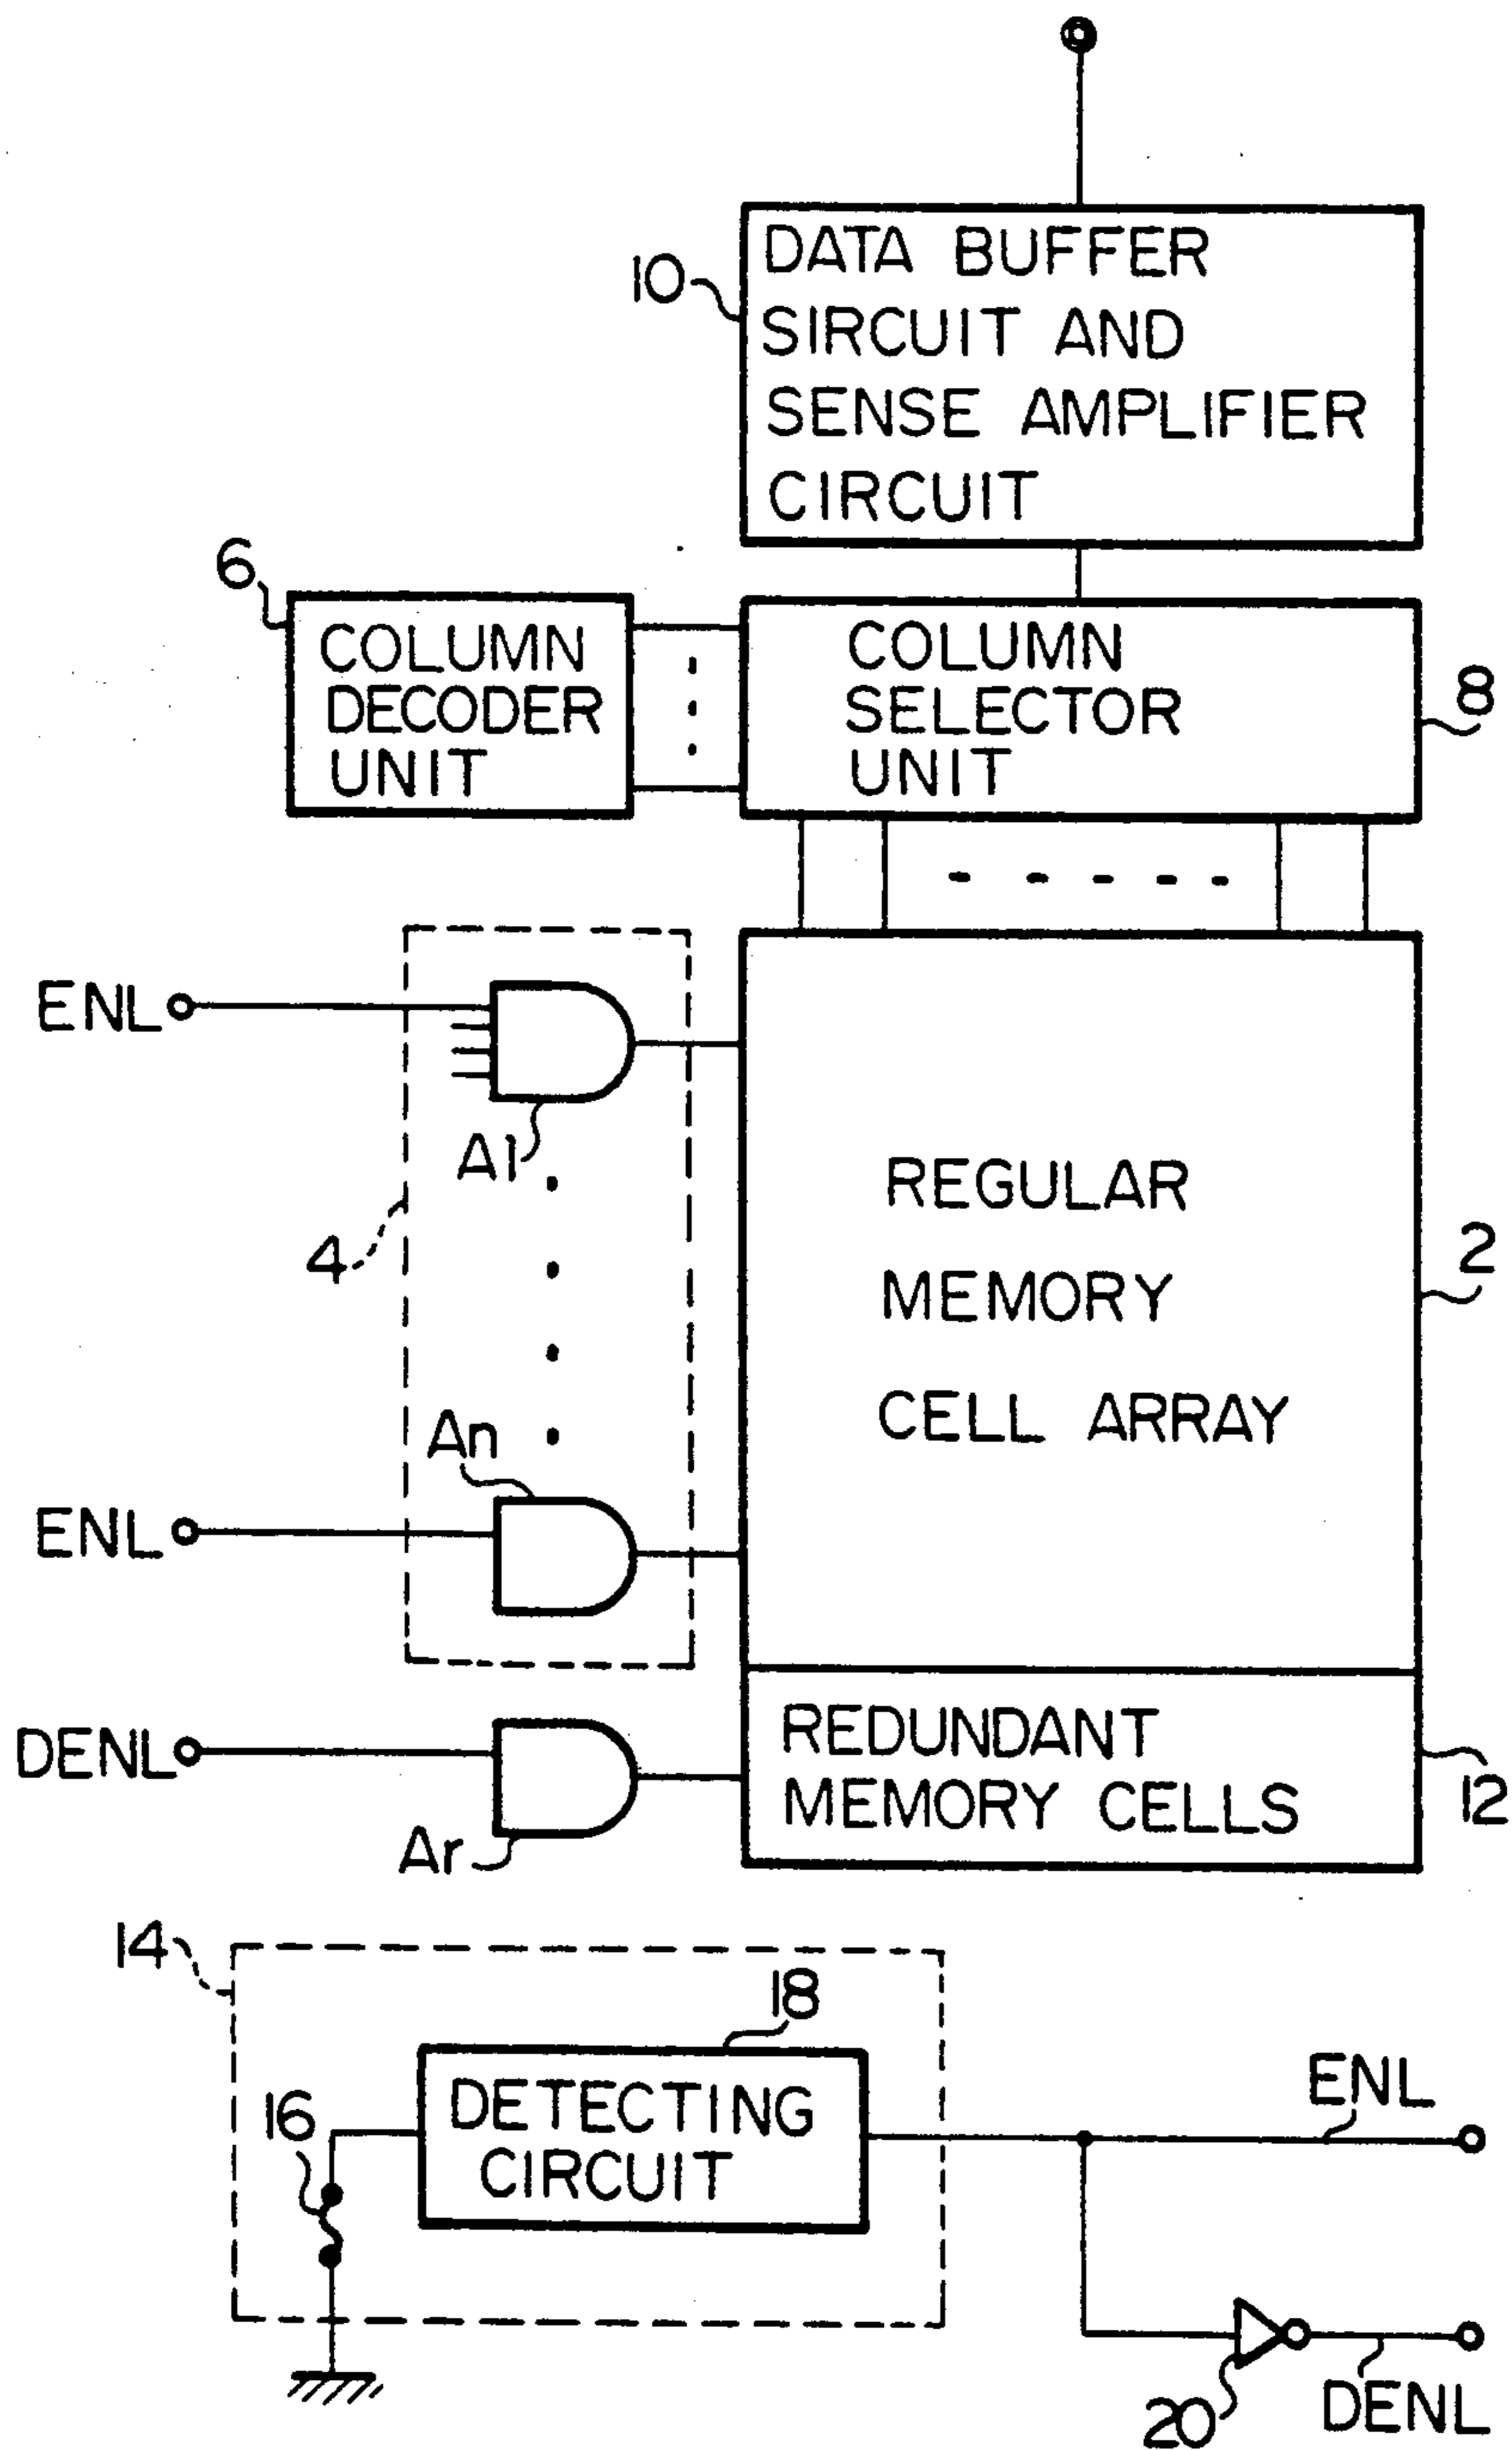 10
DATA BUFFER
SIRCUIT AND
SENSE AMPLIFIER
CIRCUIT
6
COLUMN
DECODER
UNIT
COLUMN
SELECTOR
UNIT
8
ENL
A1
4
REGULAR
MEMORY
CELL ARRAY
2
An
ENL
DENL
Ar
REDUNDANT
MEMORY CELLS
12
14
18
16
DETECTING
CIRCUIT
ENL
20
DENL